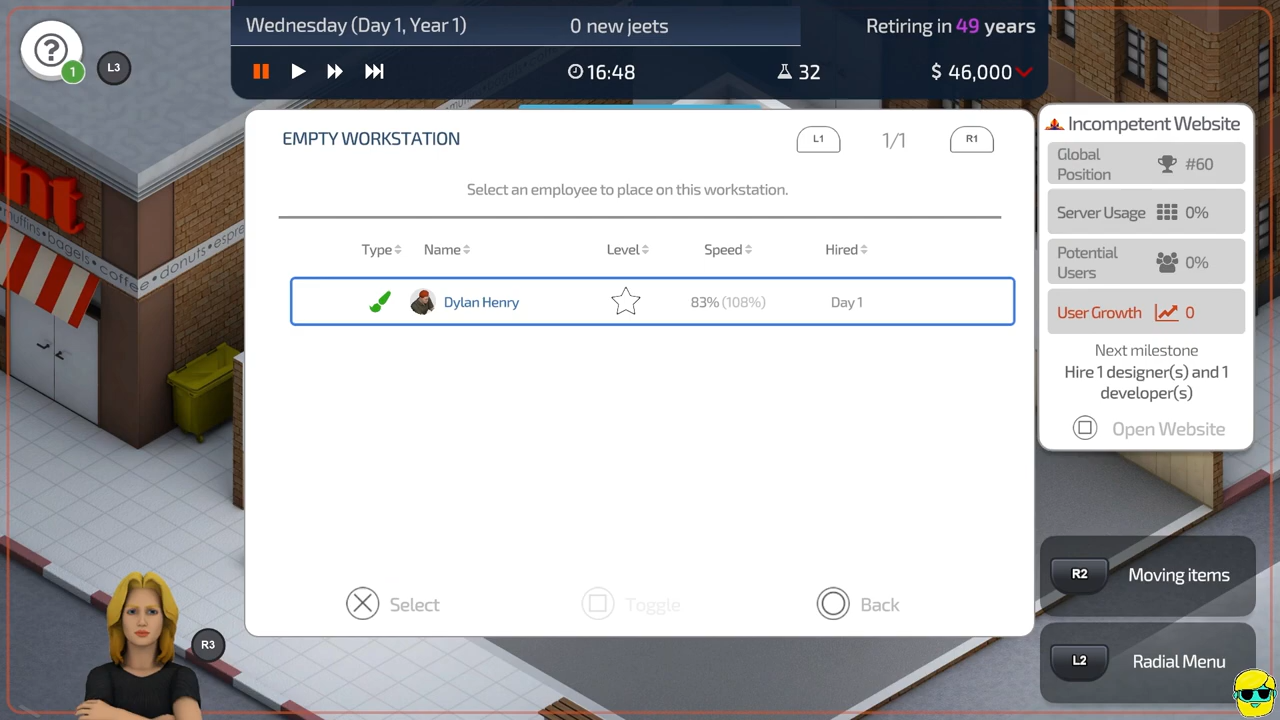 Wednesday (Day 1, Year 1)
0 new jeets
Retiring in 49 years
16:48
32
$ 46,000
1
L3
EMPTY WORKSTATION
L1
1/1
R1
Select an employee to place on this workstation.
Type
Name
Level
Speed
Hired
Dylan Henry
83% (108%)
Day 1
Select
Toggle
Back
Incompetent Website
Global
Position
#60
Server Usage
0%
Potential
Users
0%
User Growth
0
Next milestone
Hire 1 designer(s) and 1
developer(s)
Open Website
R2
Moving items
L2
Radial Menu
R3
muffins•bagels•coffee•donuts•espre